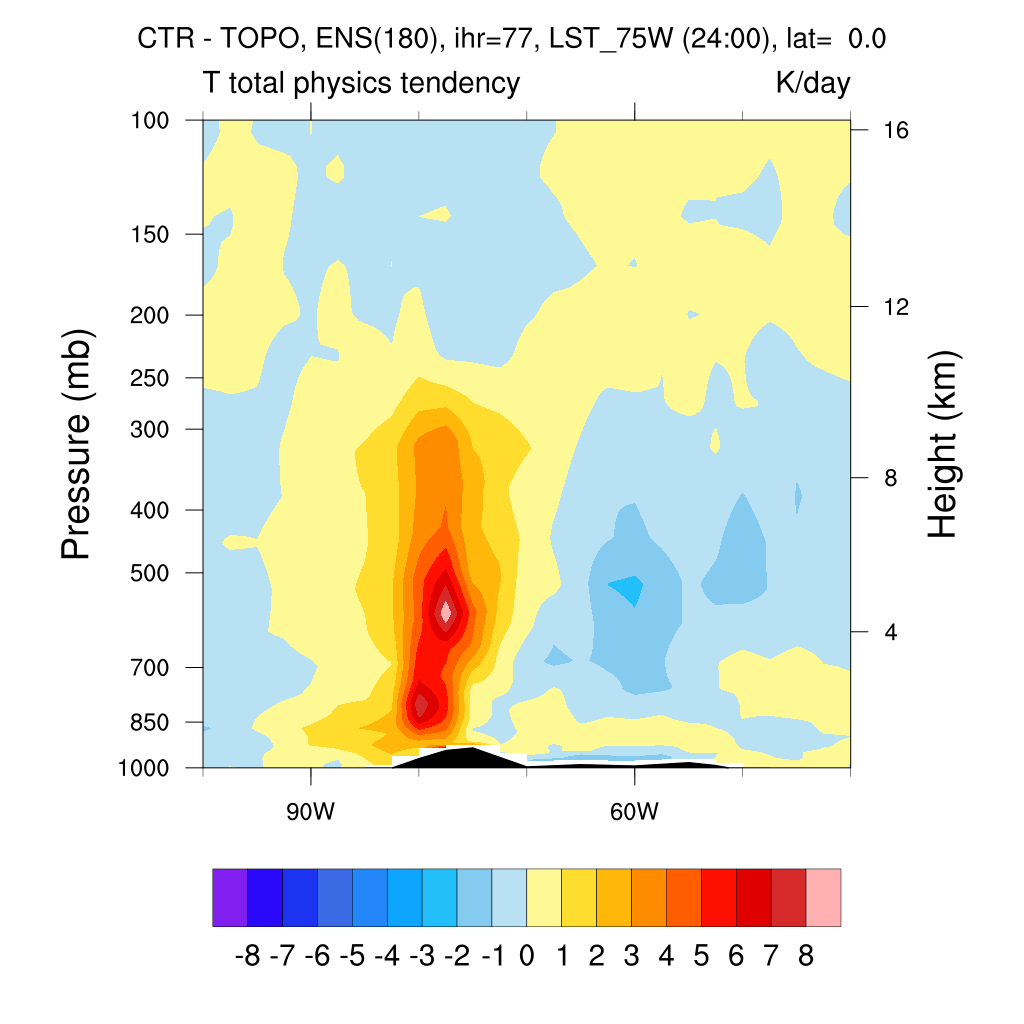 CTR - TOPO, ENS(180), ihr=77, LST_75W (24:00), lat=  0.0
T total physics tendency K/day
100
150
200
250
300
400
500
700
850
1000
Pressure (mb)
16
12
8
4
Height (km)
90W 60W
-8 -7 -6 -5 -4 -3 -2 -1 0 1 2 3 4 5 6 7 8